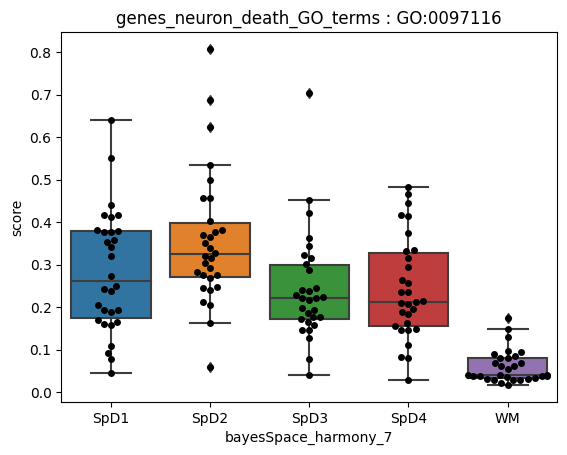 genes_neuron_death_GO_terms : GO:0097116
score
0.8
0.7
0.6
0.5
0.4
0.3
0.2
0.1
0.0
SpD1 SpD2 SpD3 SpD4 WM
bayesSpace_harmony_7